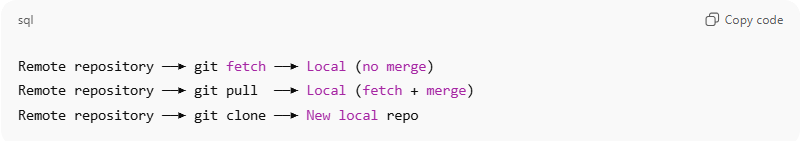 sql
Copy code
Remote repository ──► git fetch ──► Local (no merge)
Remote repository ──► git pull  ──► Local (fetch + merge)
Remote repository ──► git clone ──► New local repo